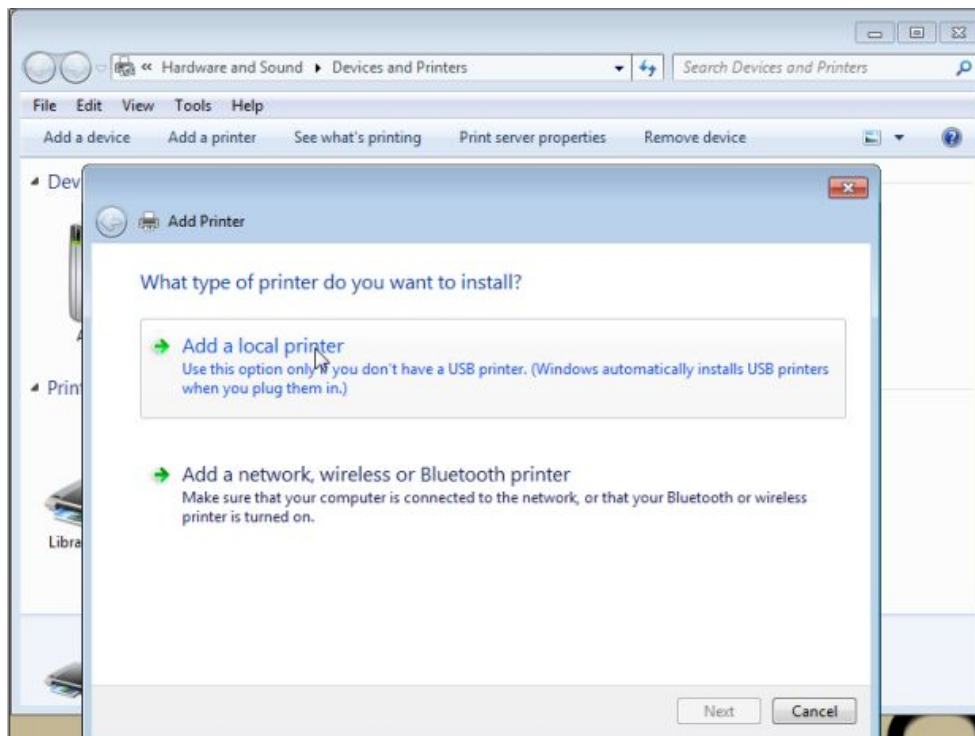 Hardware and Sound Devices and Printers Search Devices and Printers
File Edit View Tools Help
Add a device Add a printer See what's printing Print server properties Remove device
Dev
Add Printer
What type of printer do you want to install?
Add a local printer
Use this option only if you don't have a USB printer. (Windows automatically installs USB printers
when you plug them in.)
Prin
Add a network, wireless or Bluetooth printer
Make sure that your computer is connected to the network, or that your Bluetooth or wireless
printer is turned on.
Libra
Next Cancel